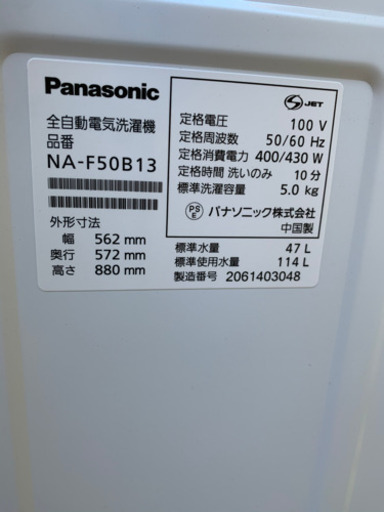 Panasonic
全自動電気洗濯機
品番
NA-F50B13
外形寸法
幅 562 mm
奥行 572 mm
高さ 880 mm
S JET
定格電圧 100 V
定格周波数 50/60 Hz
定格消費電力 400/430 W
定格時間 洗いのみ 10分
標準洗濯容量 5.0 kg
PS E パナソニック株式会社
中国製
標準水量 47 L
標準使用水量 114 L
製造番号 2061403048